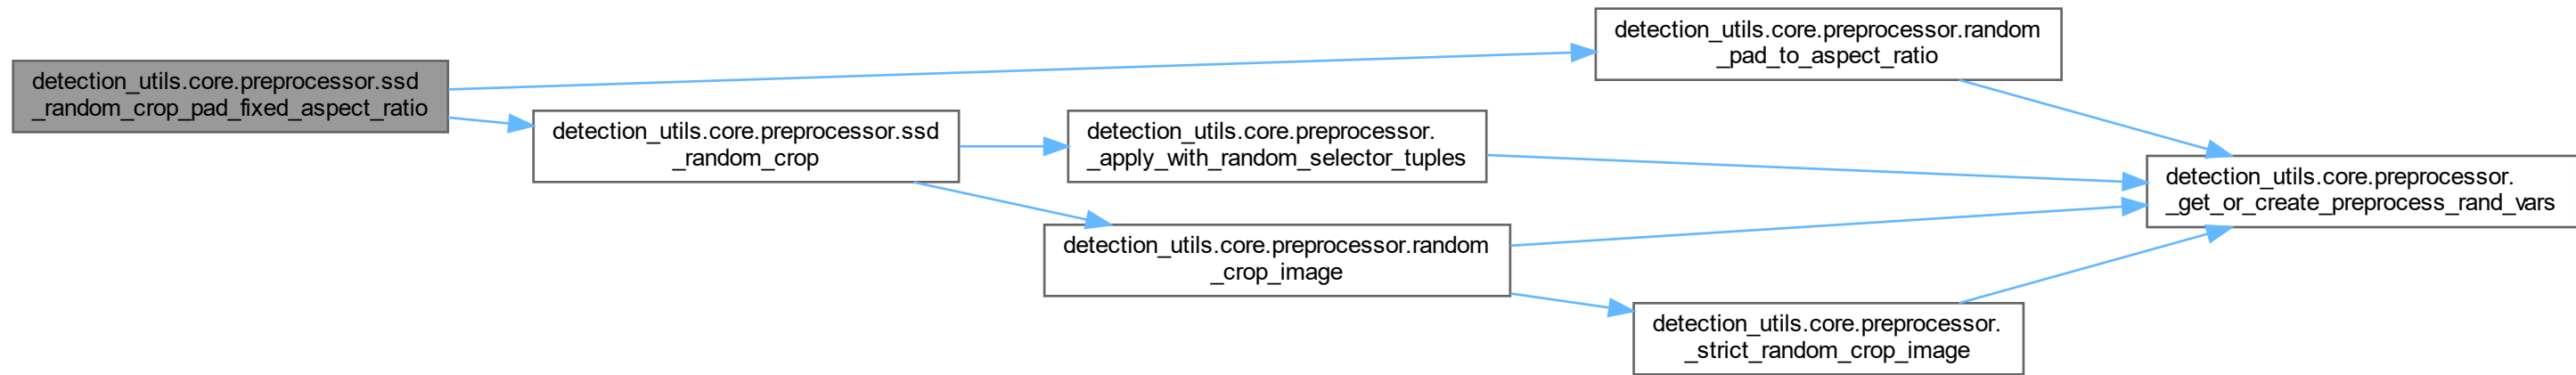 detection_utils.core.preprocessor.ssd
_random_crop_pad_fixed_aspect_ratio
detection_utils.core.preprocessor.random
_pad_to_aspect_ratio
detection_utils.core.preprocessor.ssd
_random_crop
detection_utils.core.preprocessor.
_apply_with_random_selector_tuples
detection_utils.core.preprocessor.random
_crop_image
detection_utils.core.preprocessor.
_strict_random_crop_image
detection_utils.core.preprocessor.
_get_or_create_preprocess_rand_vars